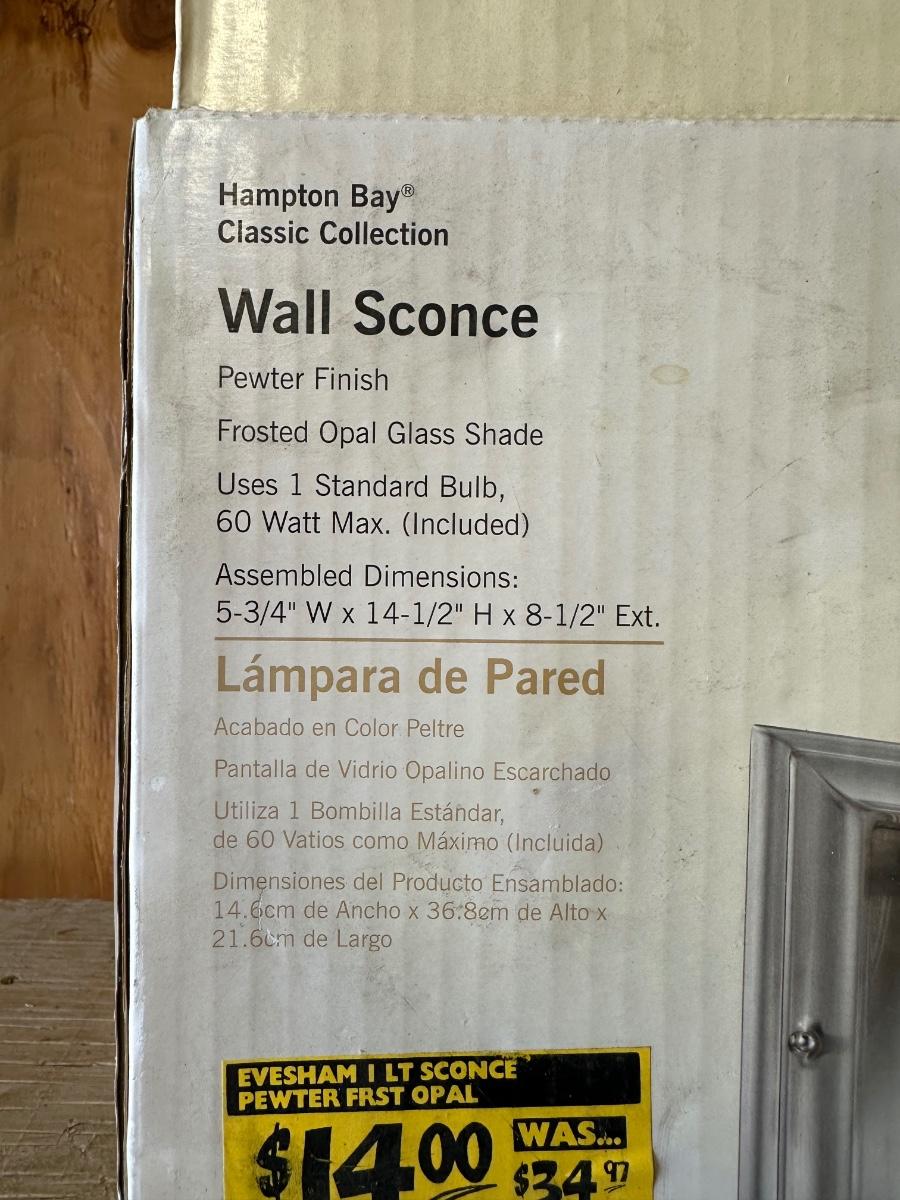 Hampton Bay®
Classic Collection
Wall Sconce
Pewter Finish
Frosted Opal Glass Shade
Uses 1 Standard Bulb,
60 Watt Max. (Included)
Assembled Dimensions:
5-3/4" W x 14-1/2" H x 8-1/2" Ext.
Lámpara de Pared
Acabado en Color Peltre
Pantalla de Vidrio Opalino Escarchado
Utiliza 1 Bombilla Estándar,
de 60 Vatios como Máximo (Incluida)
Dimensiones del Producto Ensamblado:
14.6cm de Ancho x 36.8cm de Alto x
21.6cm de Largo
EVESHAM 1 LT SCONCE
PEWTER FRST OPAL
$14.00 WAS...
$34.97